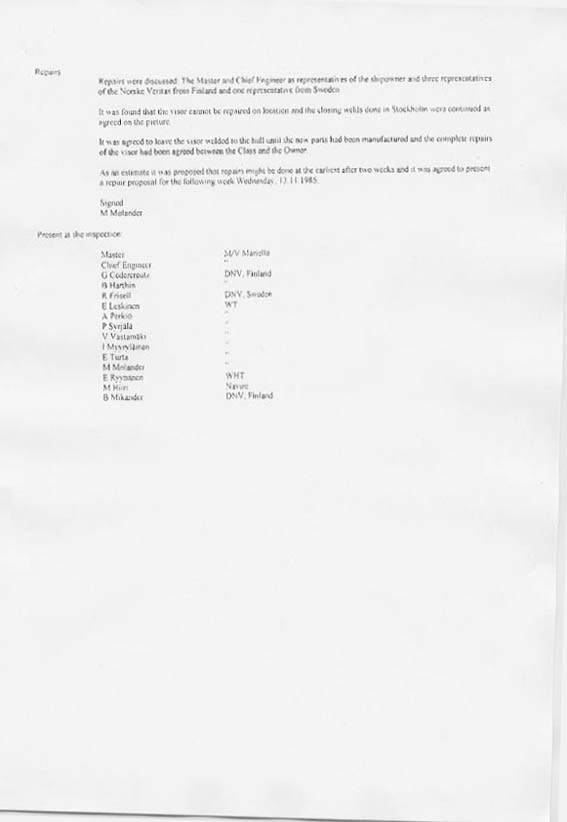 Repairs
Repairs were discussed. The Master and Chief Engineer as representatives of the shipowner and three representatives
of the Norske Veritas from Finland and one representative from Sweden
It was found that the visor cannot be repaired on location and the closing welds done in Stockholm were continued as
agreed on the picture.
It was agreed to leave the visor welded to the hull until the new parts had been manufactured and the complete repairs
of the visor had been agreed between the Class and the Owner.
As an estimate it was proposed that repairs might be done at the earliest after two weeks and it was agreed to present
a repair proposal for the following week Wednesday, 13.11.1985.
Signed
M Molander
Present at the inspection:
Master M/V Mariella
Chief Engineer "
G Cedercreutz DNV, Finland
B Harthin "
R Frisell DNV, Sweden
E Leskinen WT
A Perkiö "
P Syrjälä "
V Vastamäki "
I Myyryläinen "
E Turta "
M Molander "
E Ryynänen WHT
M Hiiri Navire
B Mikander DNV, Finland